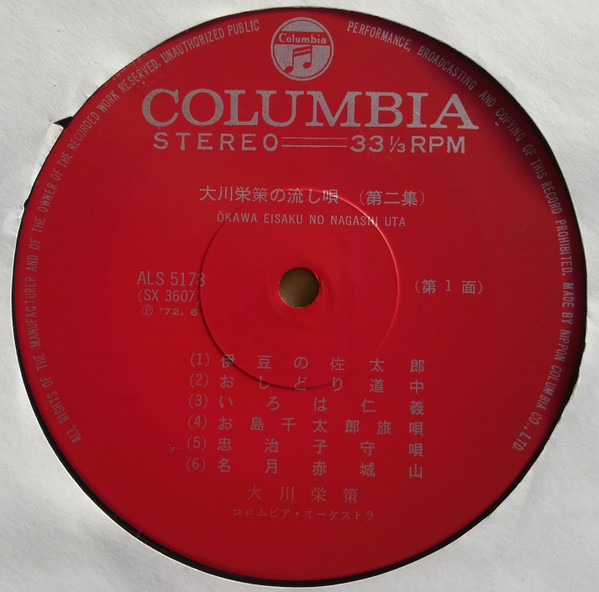 ALL RIGHTS OF THE MANUFACTURER AND OF THE OWNER OF THE RECORDED WORK RESERVED. UNAUTHORIZED PUBLIC PERFORMANCE, BROADCASTING AND COPYING OF THIS RECORD PROHIBITED. MADE BY NIPPON COLUMBIA CO., LTD.
Columbia
COLUMBIA
STEREO 33 1/3 RPM
大川栄策の流し唄 (第二集)
ŌKAWA EISAKU NO NAGASHI UTA
ALS 5173
(SX 3607)
(第1面)
Ⓟ '72. 6
(1) 伊豆の佐太郎
(2) おしどり道中
(3) いろは仁義
(4) お島千太郎旅唄
(5) 忠治子守唄
(6) 名月赤城山
大川栄策
コロムビア・オーケストラ